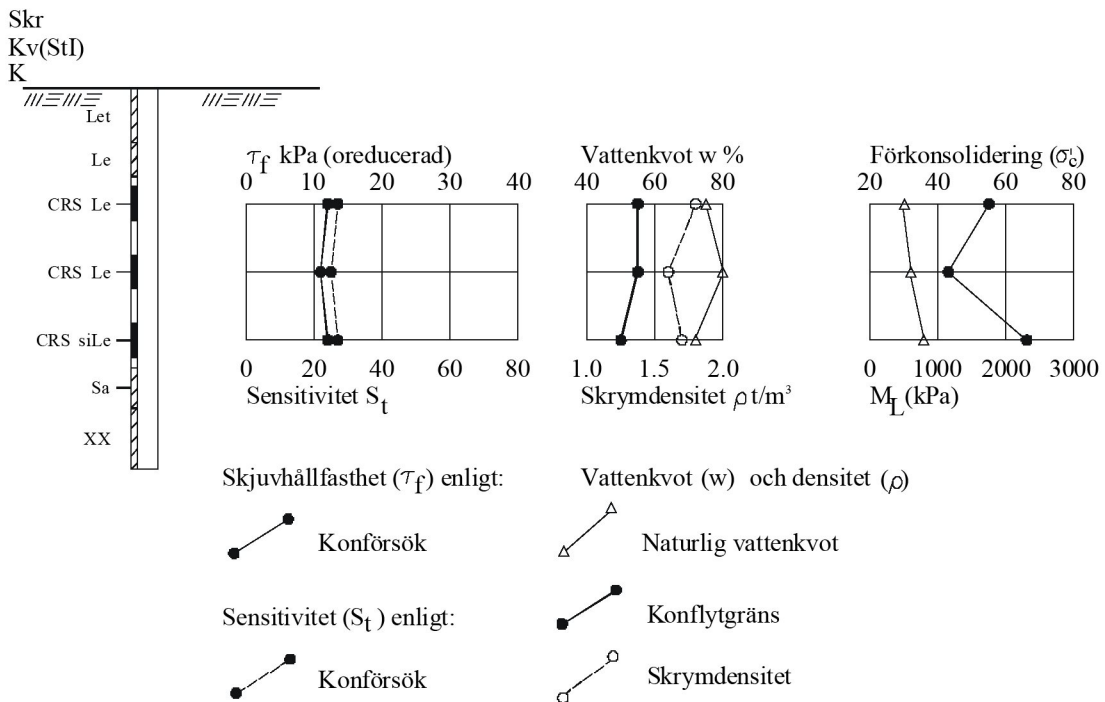 Skr
Kv(StI)
K
Let
Le
CRS Le
CRS Le
CRS siLe
Sa
XX
τf kPa (oreducerad)
0 10 20 30 40
0 20 40 60 80
Sensitivitet St
Vattenkvot w %
40 60 80
1.0 1.5 2.0
Skrymdensitet ρ t/m³
Förkonsolidering (σ'c)
20 40 60 80
0 1000 2000 3000
ML (kPa)
Skjuvhållfasthet (τf) enligt:
Konförsök
Sensitivitet (St) enligt:
Konförsök
Vattenkvot (w) och densitet (ρ)
Naturlig vattenkvot
Konflytgräns
Skrymdensitet